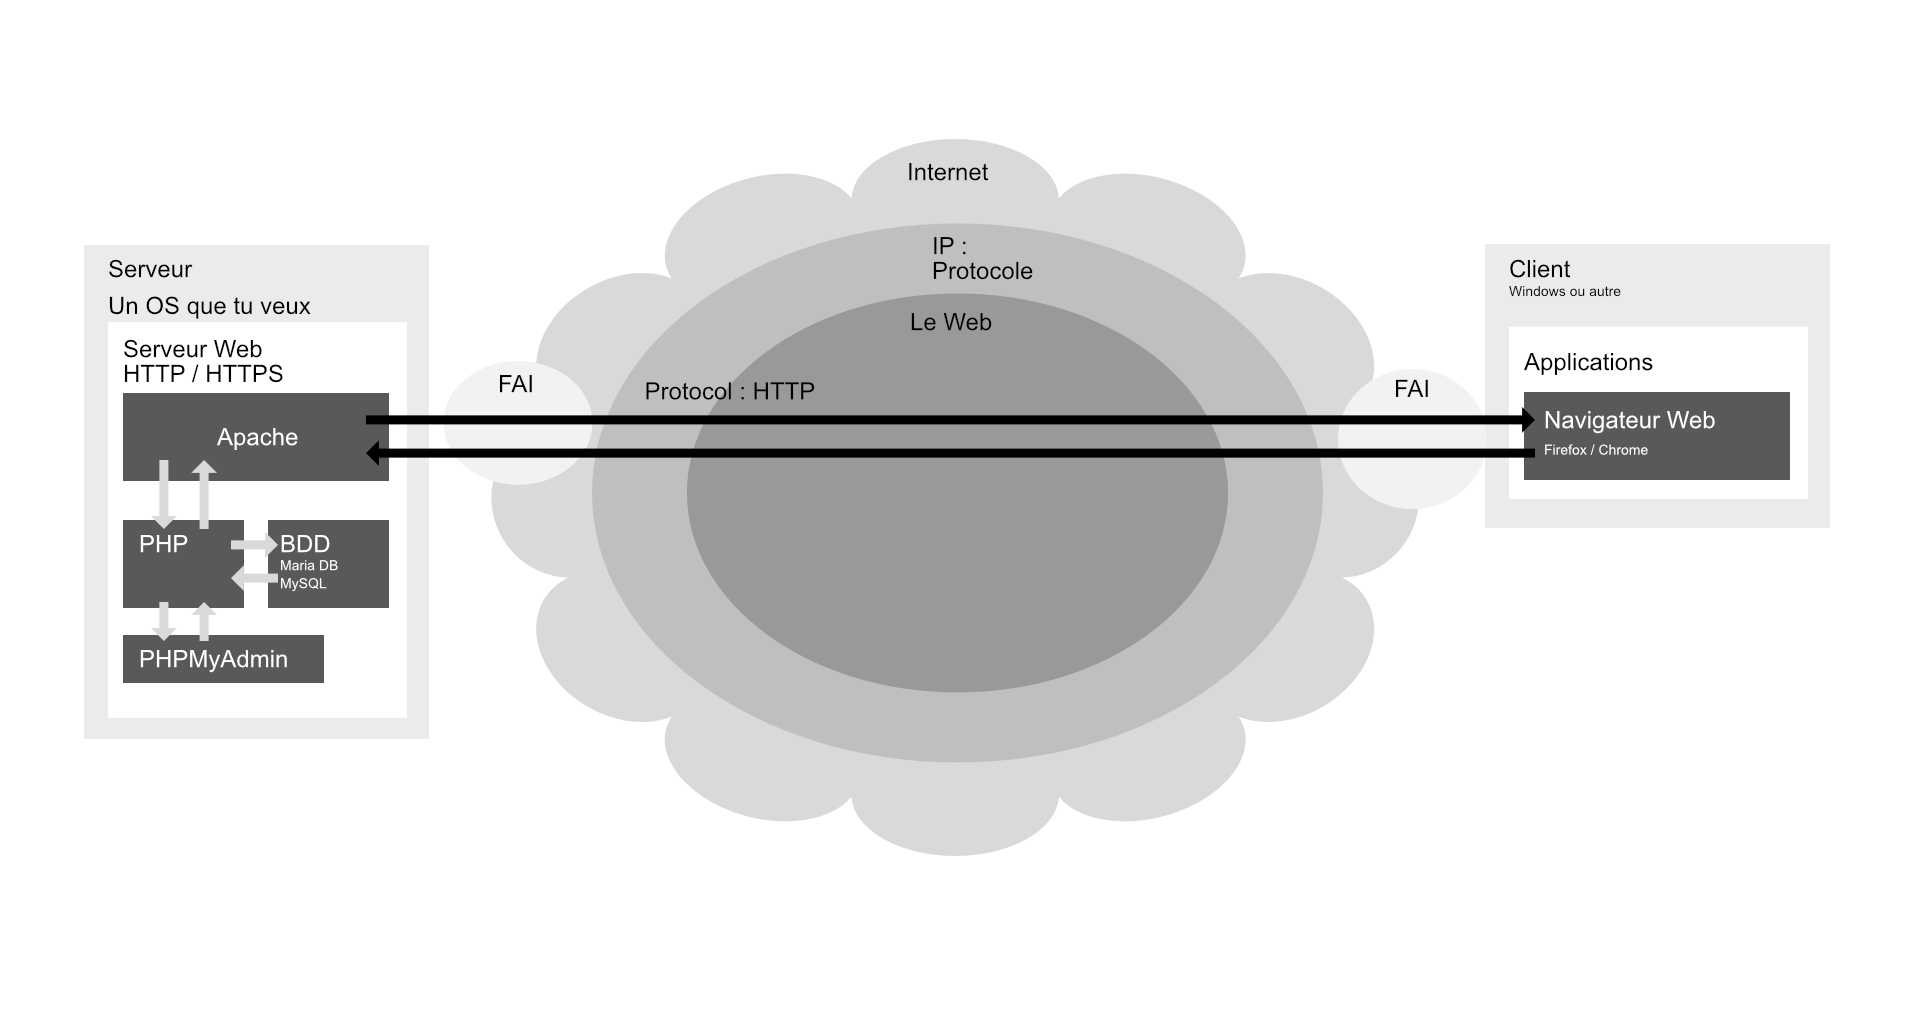 Internet
IP :
Protocole
Le Web
Serveur
Un OS que tu veux
Serveur Web
HTTP / HTTPS
Apache
PHP
BDD
Maria DB
MySQL
PHPMyAdmin
FAI
Protocol : HTTP
FAI
Client
Windows ou autre
Applications
Navigateur Web
Firefox / Chrome